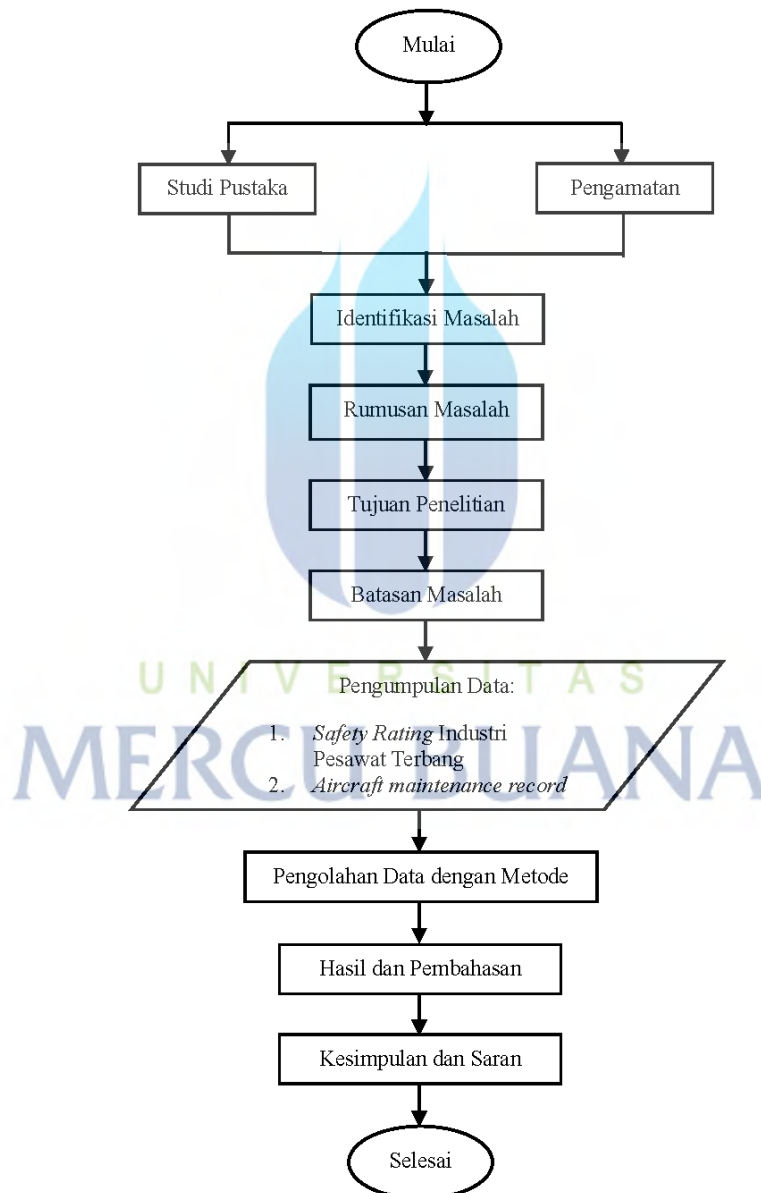 Mulai
Studi Pustaka
Pengamatan
Identifikasi Masalah
Rumusan Masalah
Tujuan Penelitian
Batasan Masalah
UNIVERSITAS
MERCU BUANA
Pengumpulan Data:
1. Safety Rating Industri
Pesawat Terbang
2. Aircraft maintenance record
Pengolahan Data dengan Metode
Hasil dan Pembahasan
Kesimpulan dan Saran
Selesai